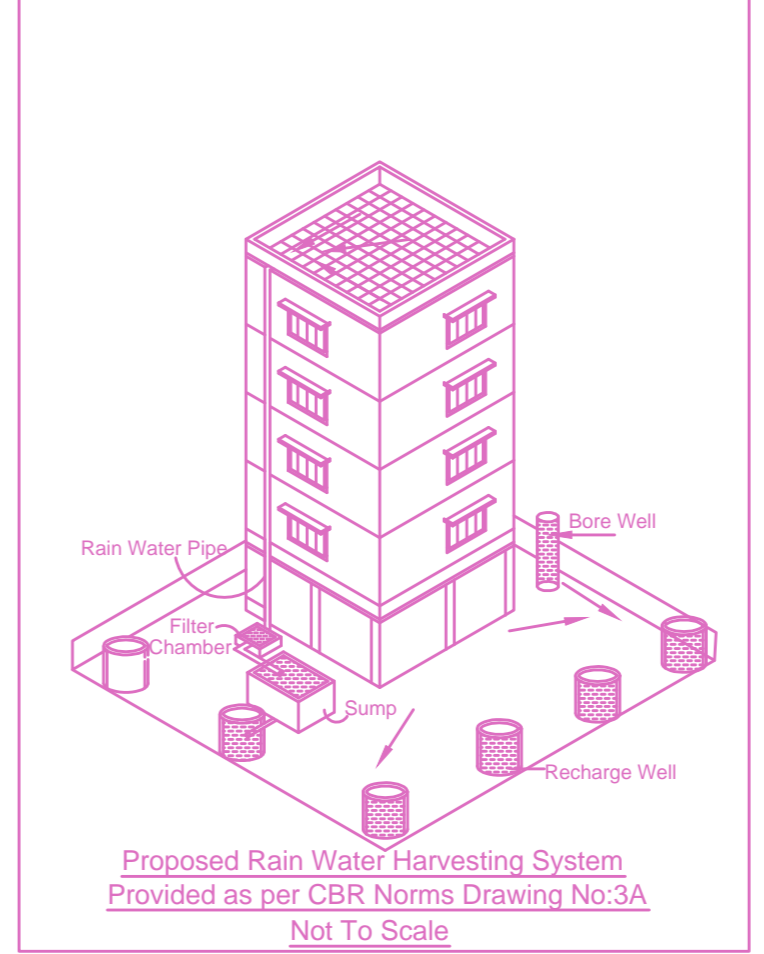 Bore Well
Rain Water Pipe
Filter
Chamber
Sump
Recharge Well
Proposed Rain Water Harvesting System
Provided as per CBR Norms Drawing No:3A
Not To Scale